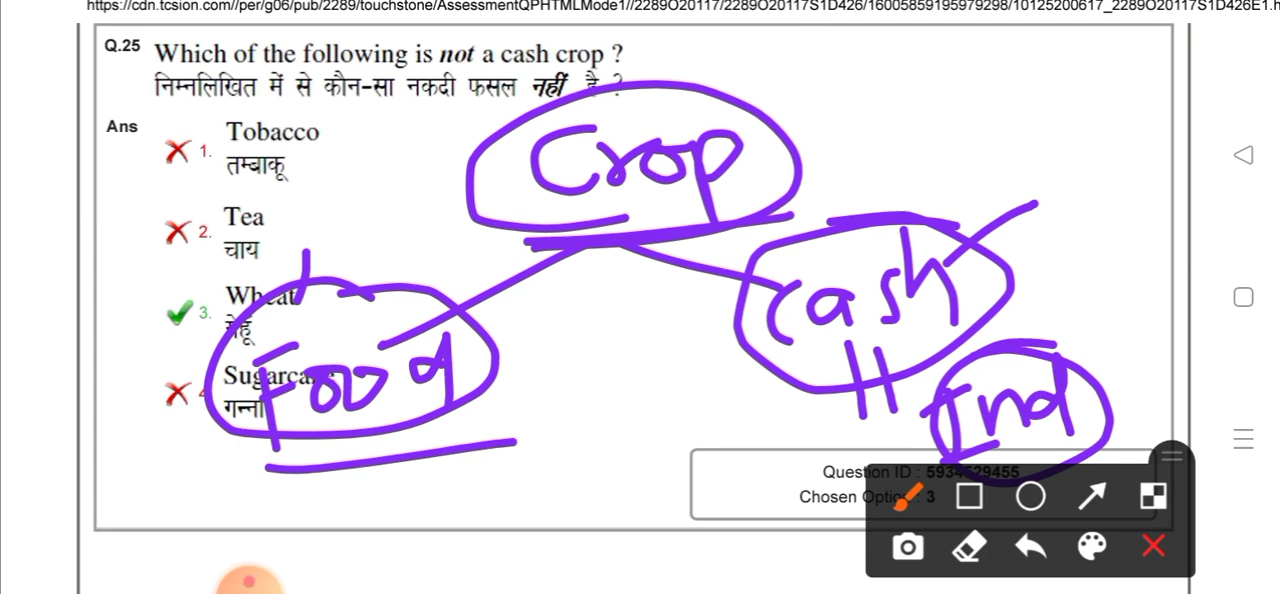 https://cdn.tcsion.com//per/g06/pub/2289/touchstone/AssessmentQPHTMLMode1//2289O20117/2289O20117S1D426/16005859195979298/10125200617_2289O20117S1D426E1.h
Q.25 Which of the following is not a cash crop ?
निम्नलिखित में से कौन-सा नकदी फसल नहीं है ?
Crop
Ans
1. Tobacco
तम्बाकू
2. Tea
चाय
Cash
3. Wheat
गेहूँ
Food
Ind
4. Sugarcane
गन्ना
Question ID : 5934529455
Chosen Option : 3